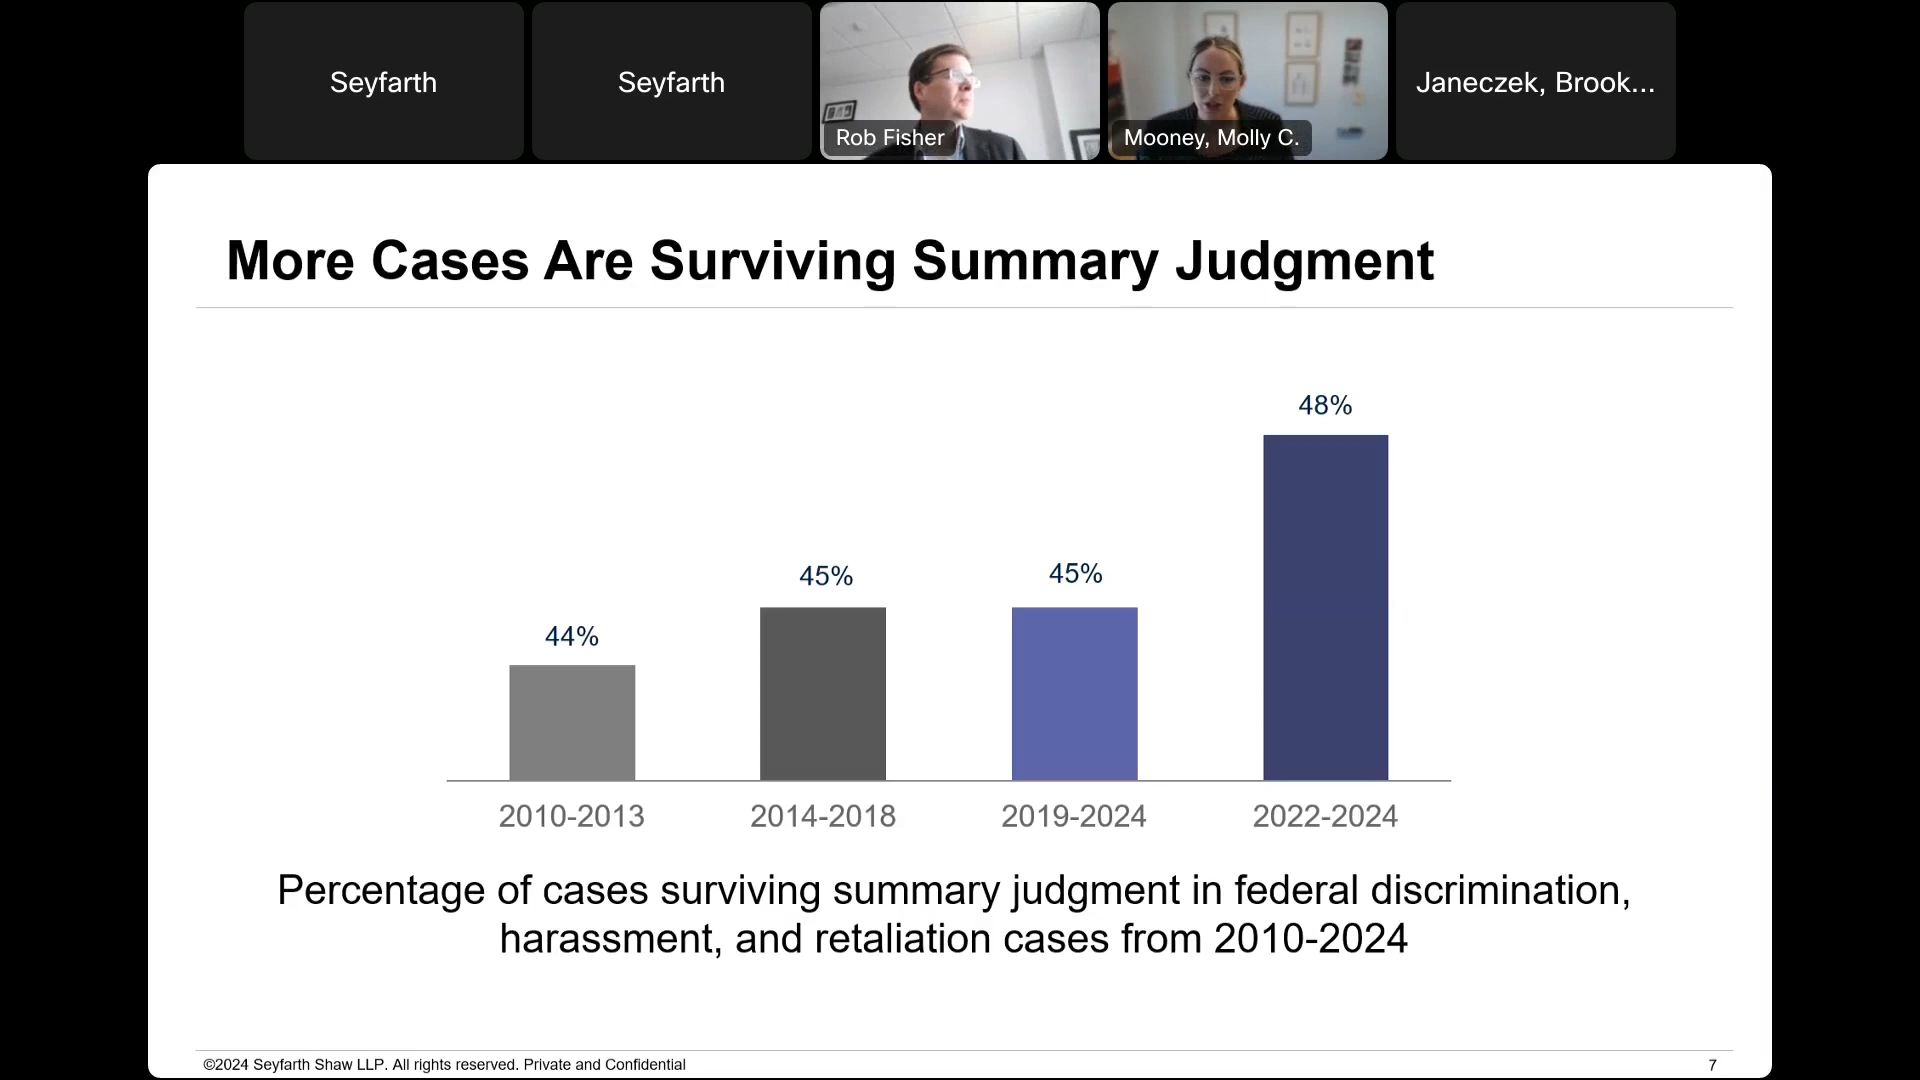 Seyfarth
Seyfarth
Rob Fisher
Mooney, Molly C.
Janeczek, Brook...
More Cases Are Surviving Summary Judgment
44%
45%
45%
48%
2010-2013
2014-2018
2019-2024
2022-2024
Percentage of cases surviving summary judgment in federal discrimination,
harassment, and retaliation cases from 2010-2024
©2024 Seyfarth Shaw LLP. All rights reserved. Private and Confidential
7